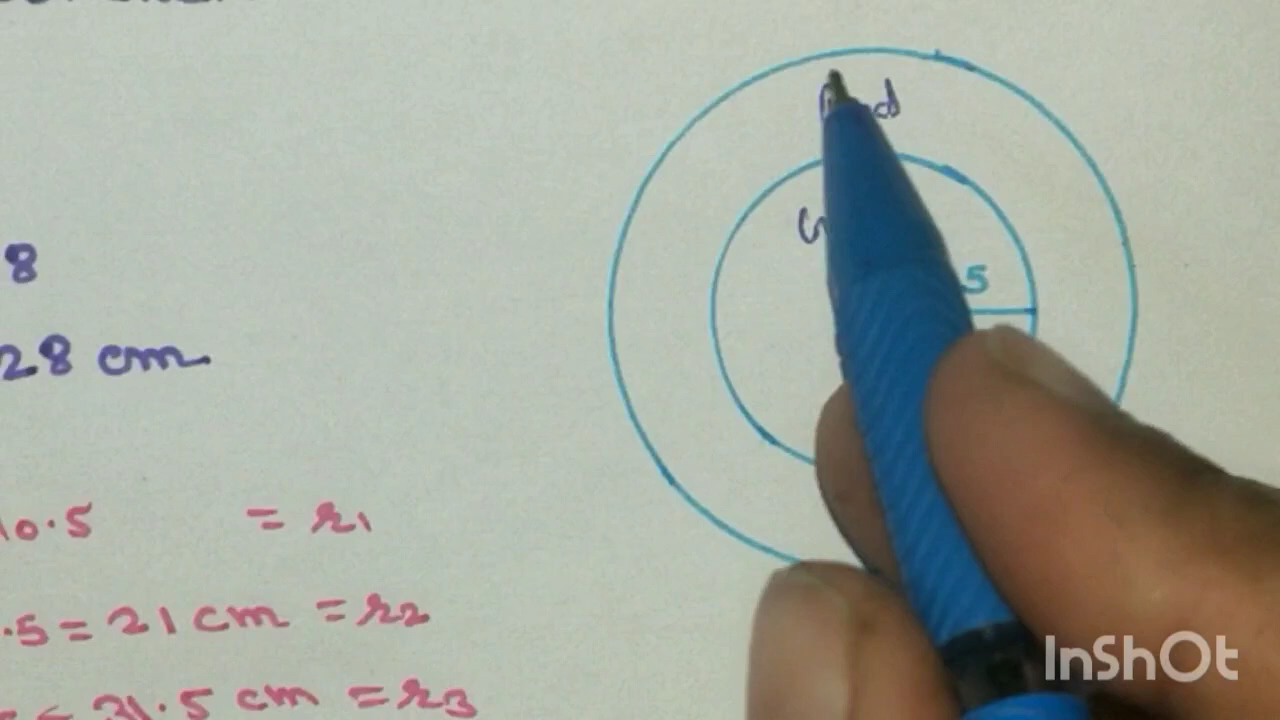 8
28 cm
10.5 = r₁
.5 = 21 cm = r₂
31.5 cm = r₃
5
InShOt